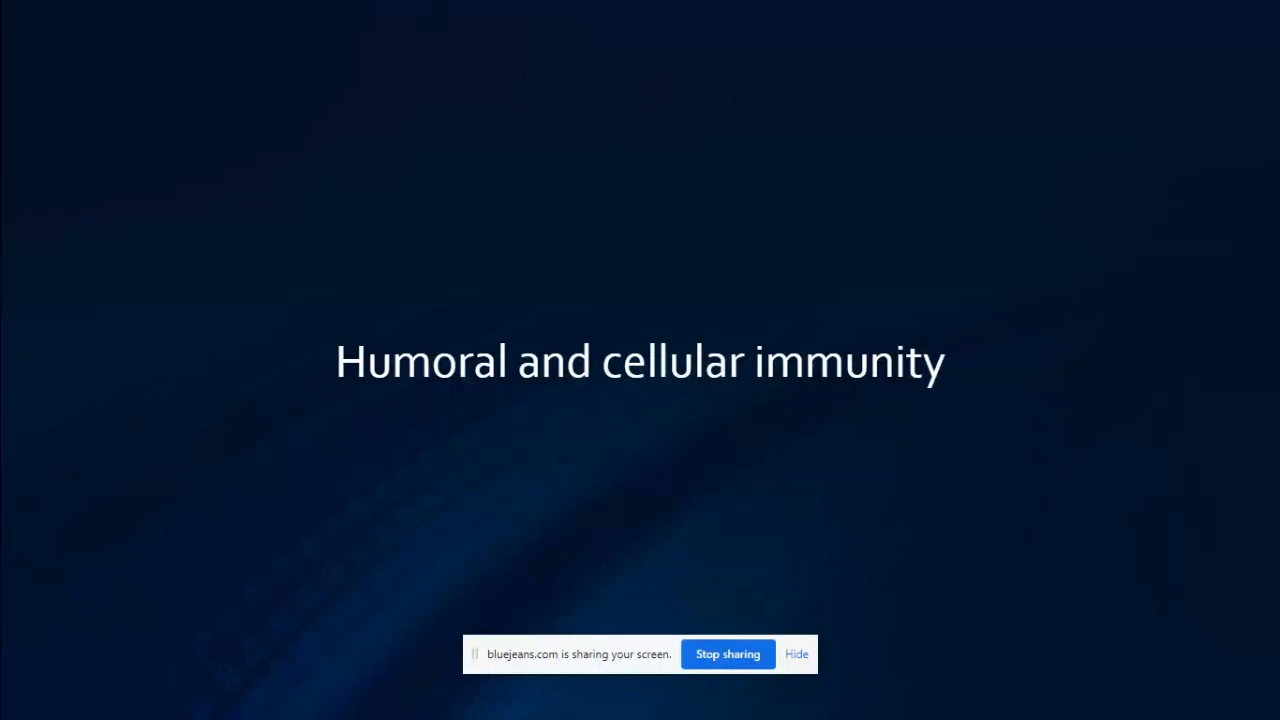 Humoral and cellular immunity
bluejeans.com is sharing your screen. Stop sharing Hide